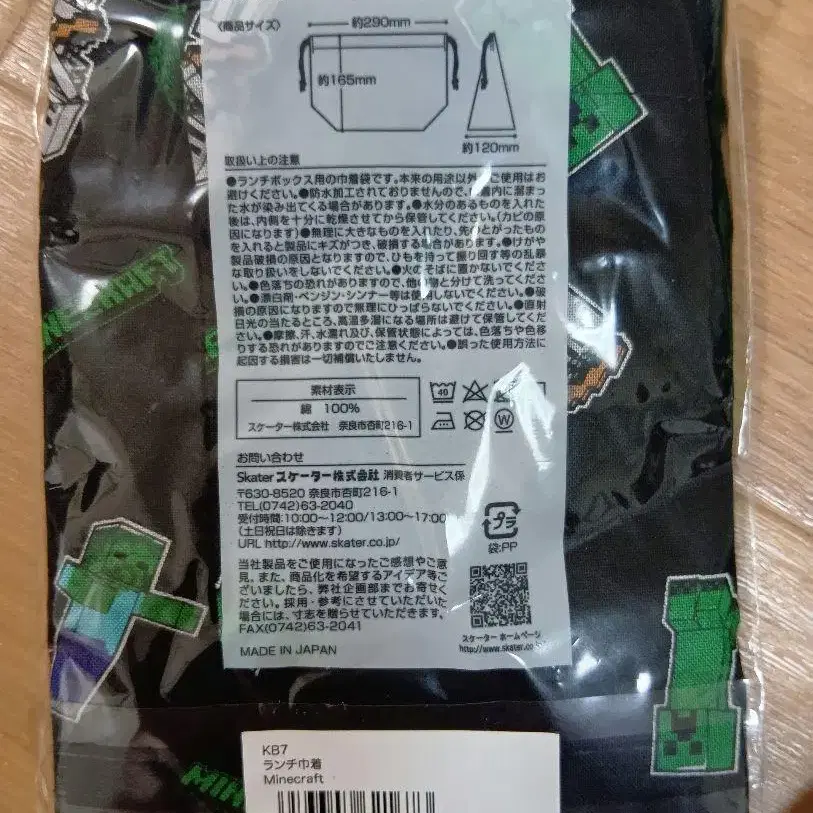 〈商品サイズ〉
約290mm
約165mm
約120mm
取扱い上の注意
●ランチボックス用の巾着袋です。本来の用途以外 ご使用はお
避けください。●防水加工されておりませんので、 内に溜まっ
た水が染み出てくる場合があります。●水分のあるものを入れた
後は、内側を十分に乾燥させてから保管してください。(カビの原
因になります)●無理に大きなものを入れたり、先のとがったもの
を入れると製品にキズがつき、破損する場合があります。●けがや
製品破損の原因となりますので、ひもを持って振り回す等の乱暴
な取り扱いをしないでください。●火のそばに置かないでくださ
い。●色落ちの恐れがありますので、他の物と分けて洗ってくださ
い。●漂白剤・ベンジン・シンナー等は使用しないでください。●破
損の原因になりますので無理にひっぱらないでください。●直射
日光の当たるところ、高温多湿になる場所は避けて保管してくださ
い。●摩擦、汗、水濡れ及び、保管状態によっては、色落ちや色移
りする恐れがありますのでご注意ください。●誤った使用方法に
起因する損害は一切補償いたしません。
素材表示
綿 100%
スケーター株式会社 奈良市杏町216-1
40
W
お問い合わせ
Skater スケーター株式会社 消費者サービス係
〒630-8520 奈良市杏町216-1
TEL(0742)63-2040
受付時間:10:00~12:00/13:00~17:00
(土日祝日は除きます)
URL http://www.skater.co.jp/
プラ
袋:PP
当社製品をご使用になったご感想やご意
見、また、商品化を希望するアイデア等ご
ざいましたら、弊社企画部までお寄せく
ださい。採用・参考にさせていただいた
場合には、寸志を贈らせていただきます。
FAX(0742)63-2041
スケーター ホームページ
http://www.skater.co.jp
MADE IN JAPAN
KB7
ランチ巾着
Minecraft